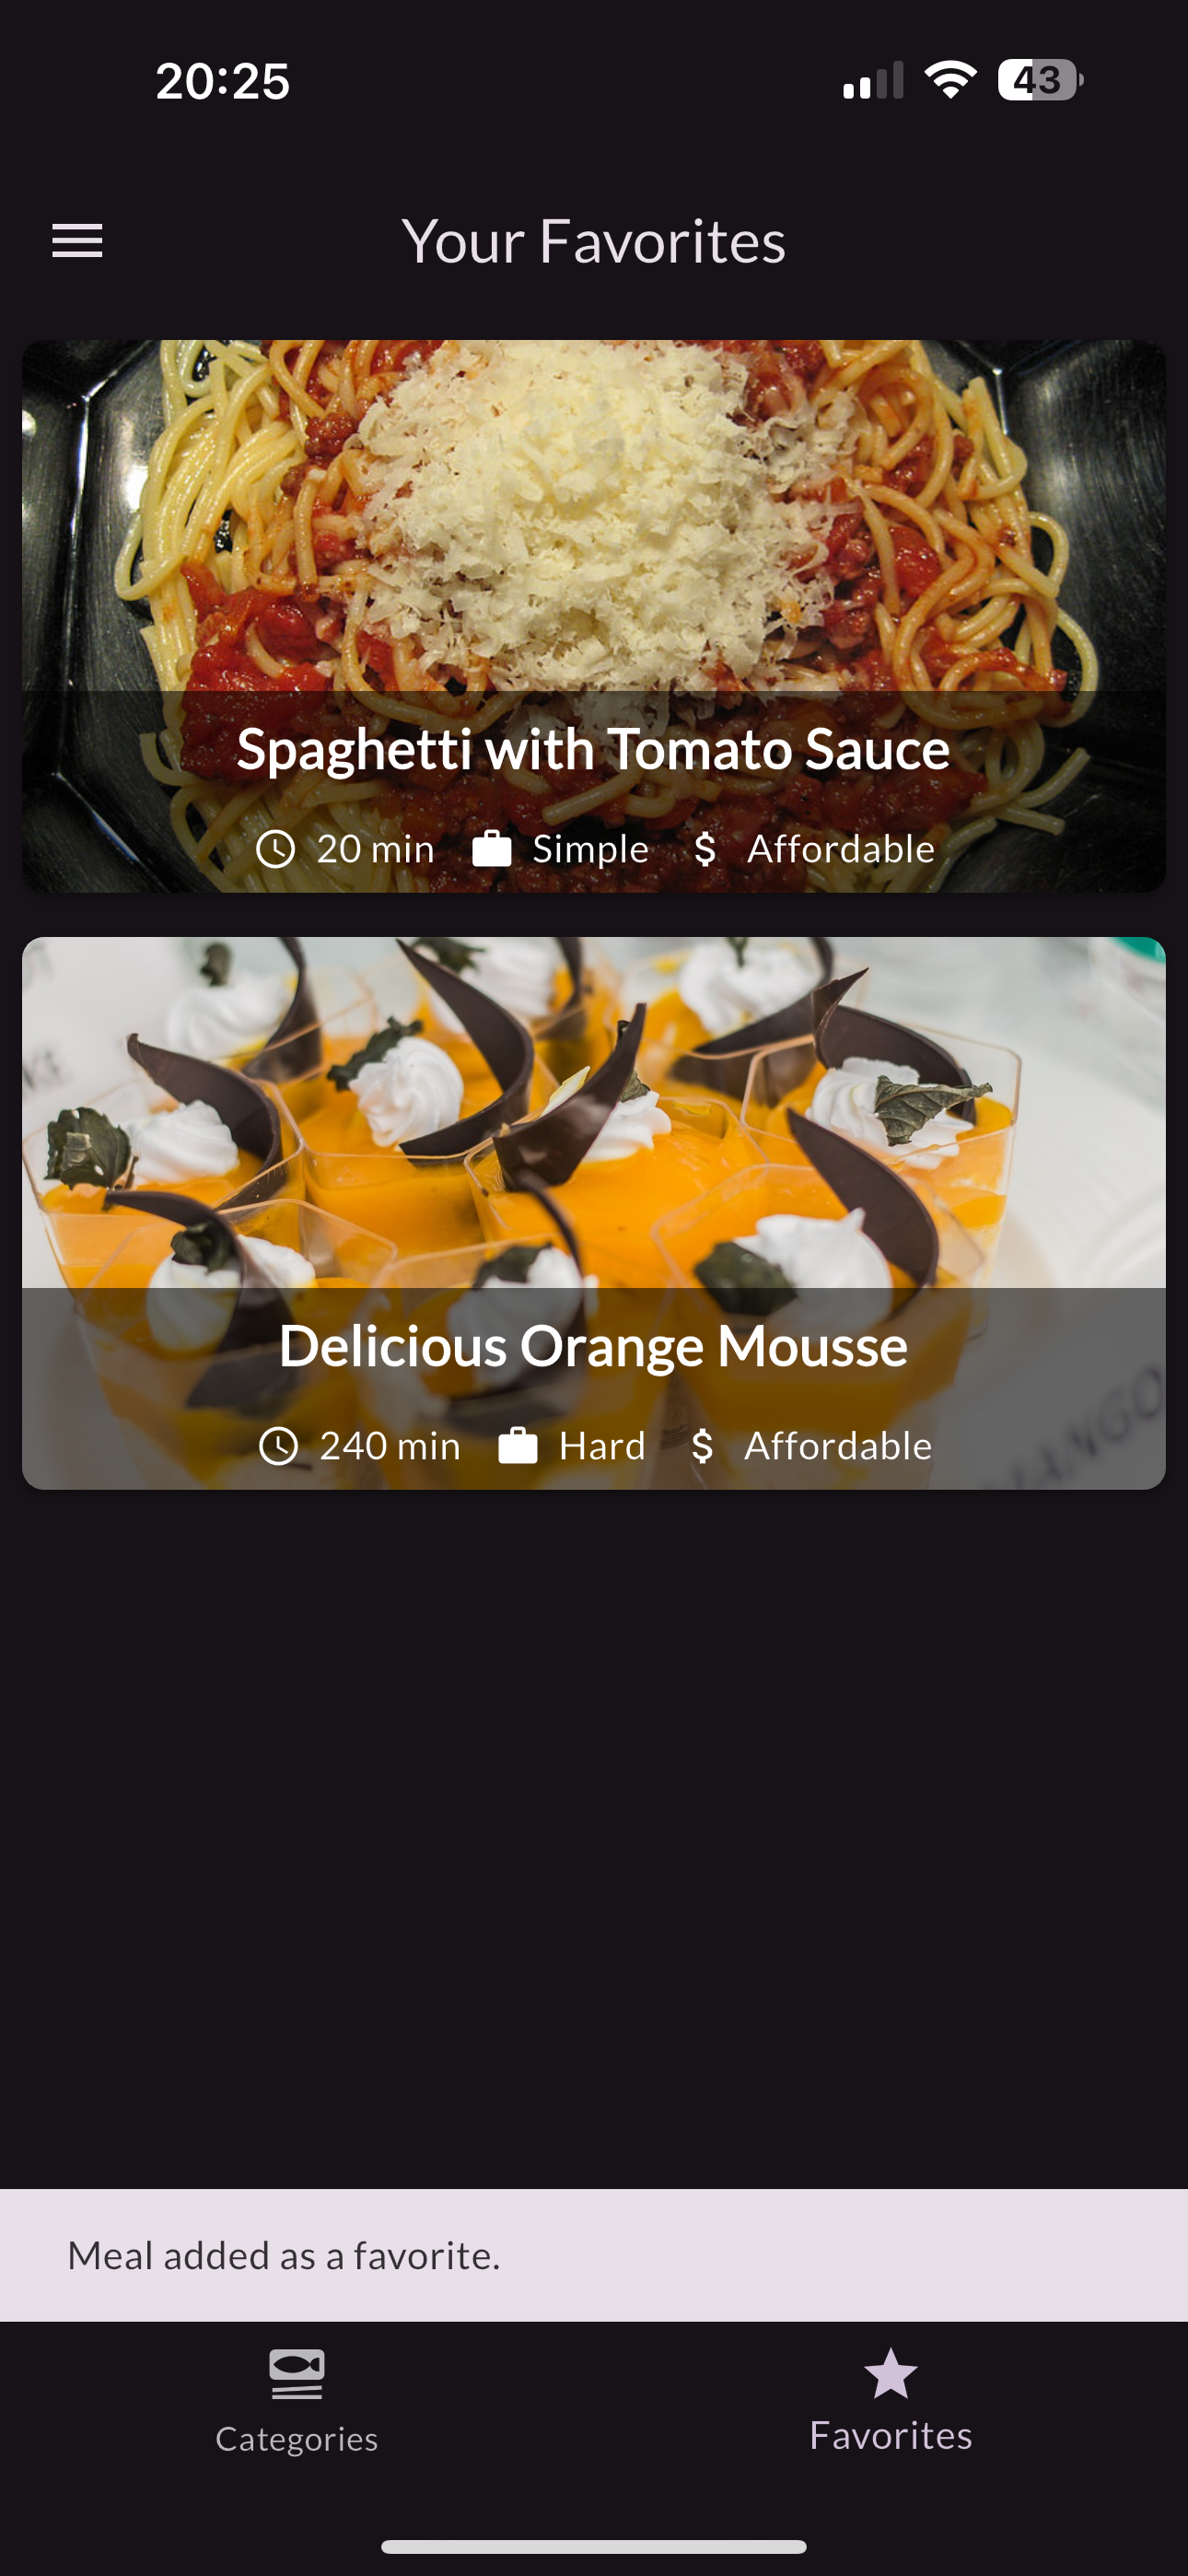 20:25
43
Your Favorites
Spaghetti with Tomato Sauce
20 min Simple $ Affordable
Delicious Orange Mousse
240 min Hard $ Affordable
MANGO
Meal added as a favorite.
Categories
Favorites